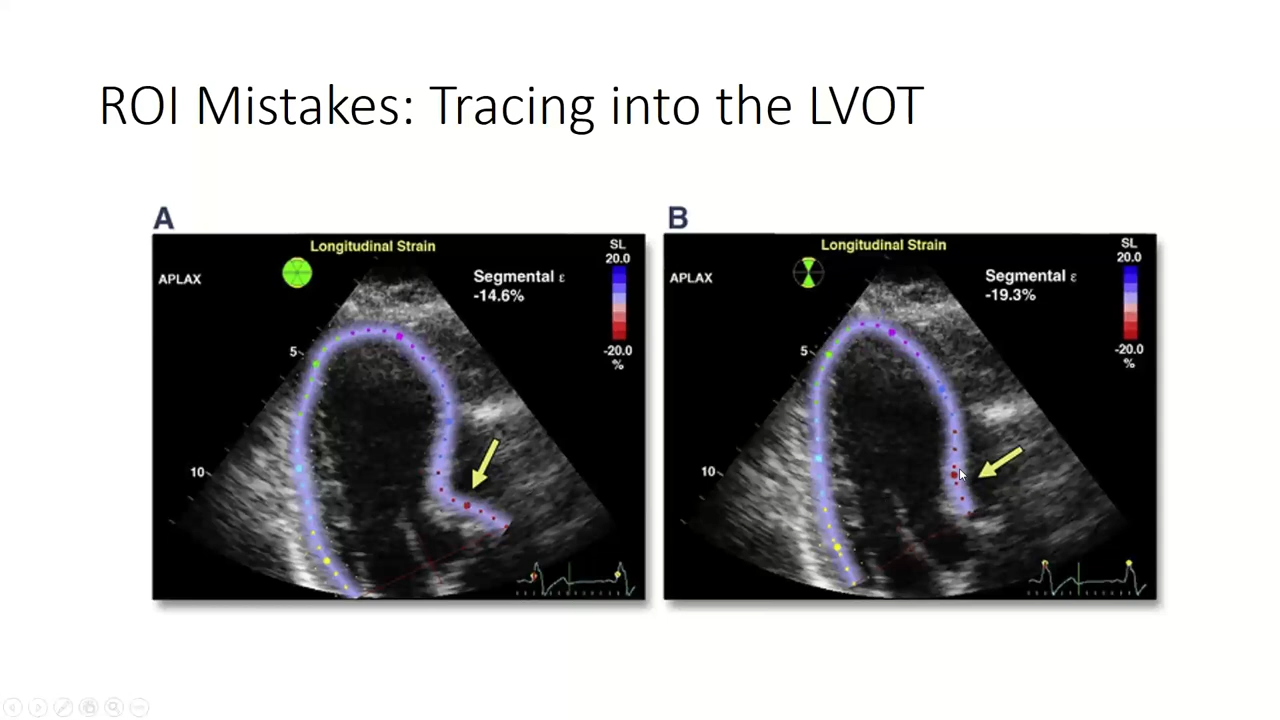 ROI Mistakes: Tracing into the LVOT
A
Longitudinal Strain
SL
20.0
APLAX
Segmental ε
-14.6%
5
-20.0
%
10
B
Longitudinal Strain
SL
20.0
APLAX
Segmental ε
-19.3%
5
-20.0
%
10